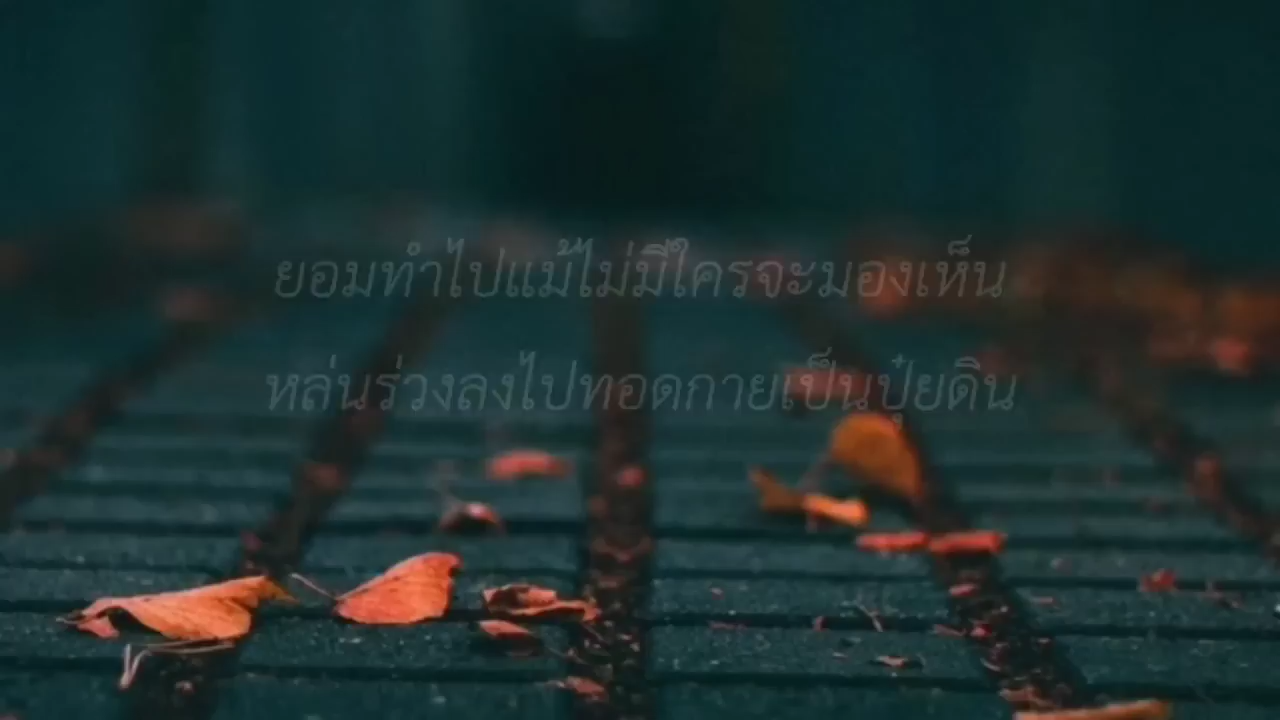 ยอมทำไปแม้ไม่มีใครจะมองเห็น
หล่นร่วงลงไปทอดกายเป็นปุ๋ยดิน